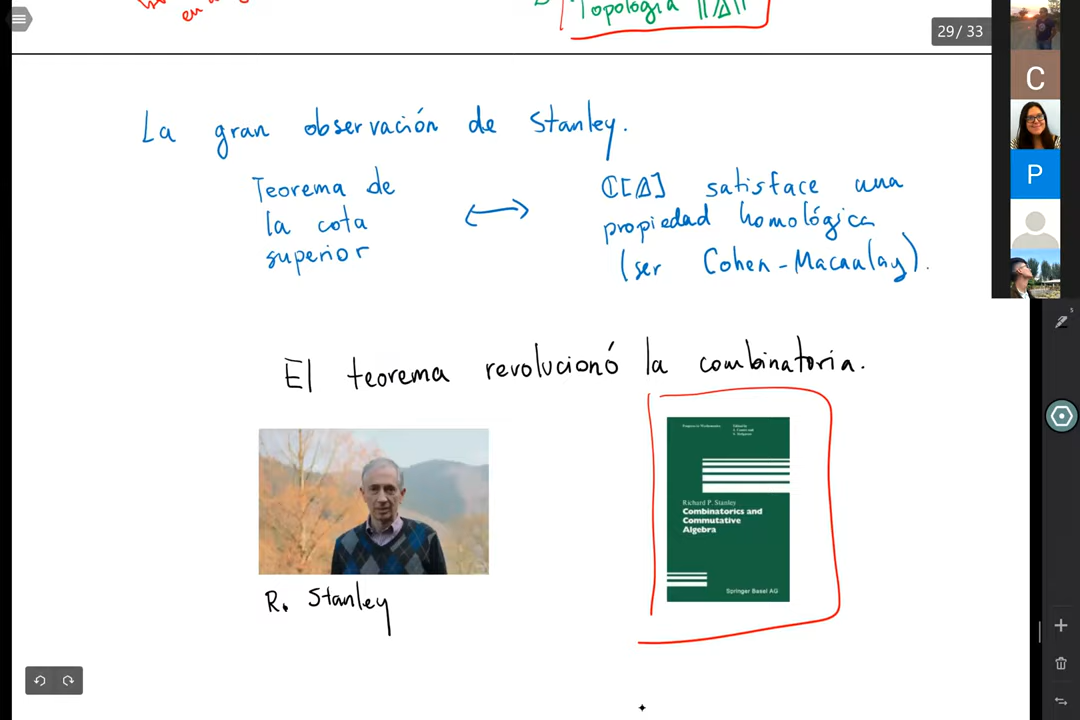 en
Topología |Δ|
29/33
C
P
La gran observación de Stanley.
Teorema de
la cota
superior
ℂ[Δ] satisface una
propiedad homológica
(ser Cohen-Macaulay).
El teorema revolucionó la combinatoria.
Richard P. Stanley
Combinatorics and
Commutative
Algebra
Springer Basel AG
R. Stanley